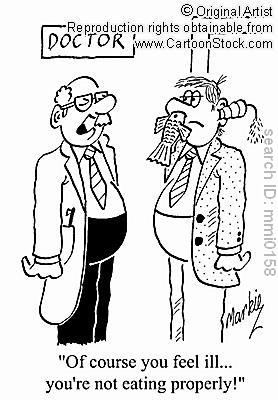 © Original Artist
Reproduction rights obtainable from
www.CartoonStock.com
DOCTOR
search ID: mmi0158
Markie
"Of course you feel ill...
you're not eating properly!"